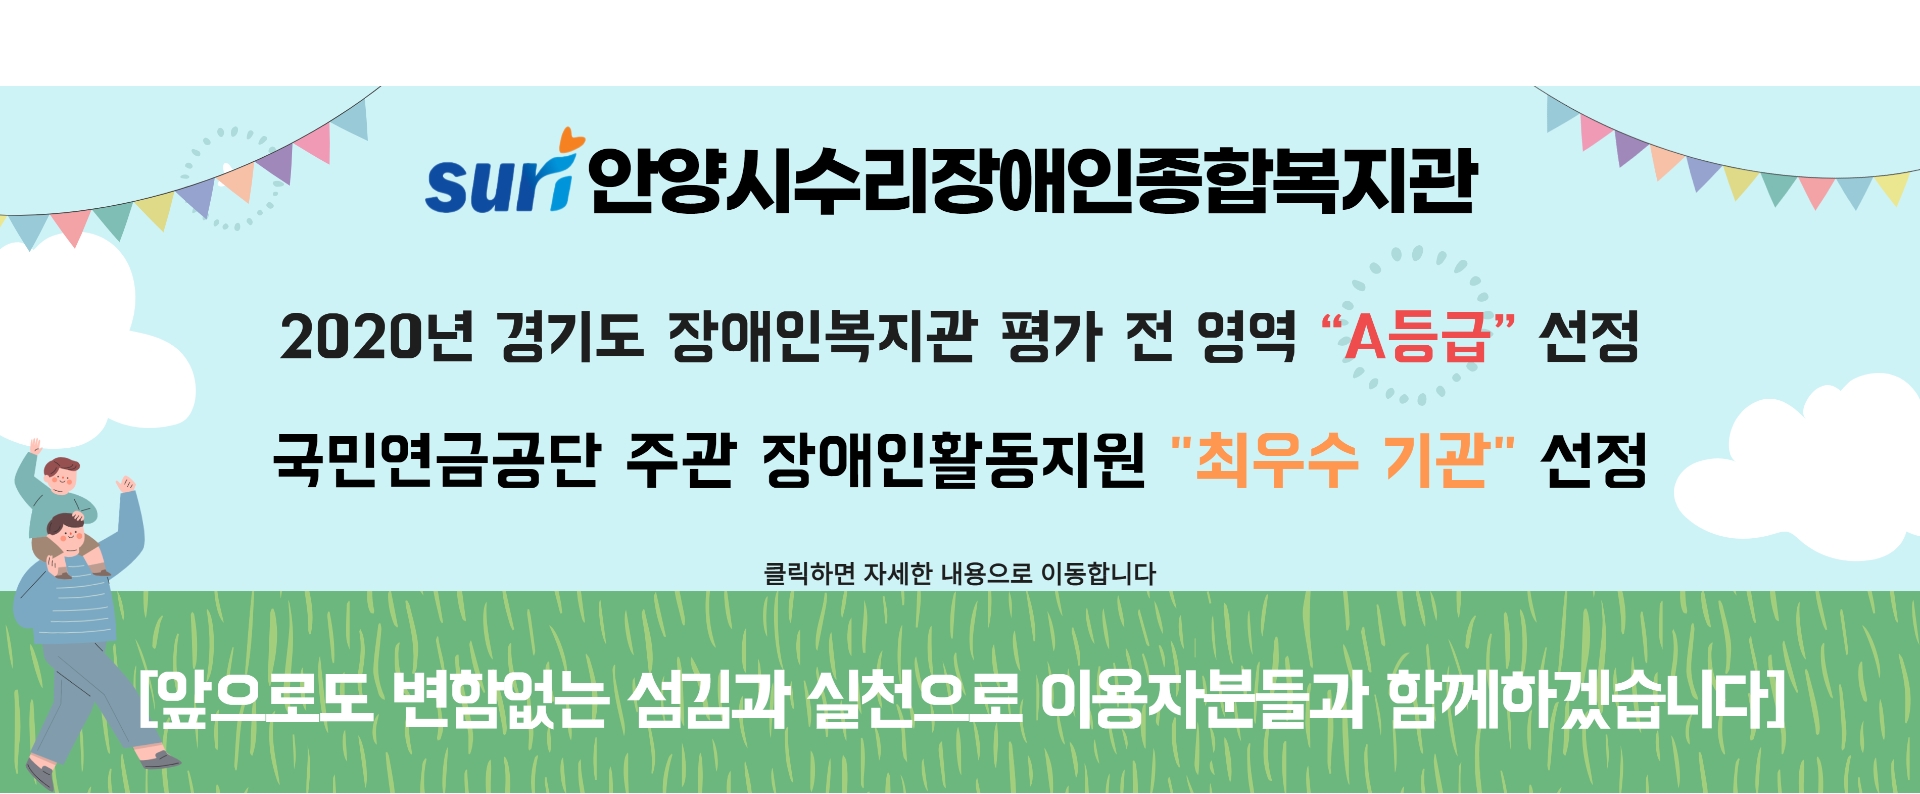 suri 안양시수리장애인종합복지관
2020년 경기도 장애인복지관 평가 전 영역 “A등급” 선정
국민연금공단 주관 장애인활동지원 "최우수 기관" 선정
클릭하면 자세한 내용으로 이동합니다
[앞으로도 변함없는 섬김과 실천으로 이용자분들과 함께하겠습니다]